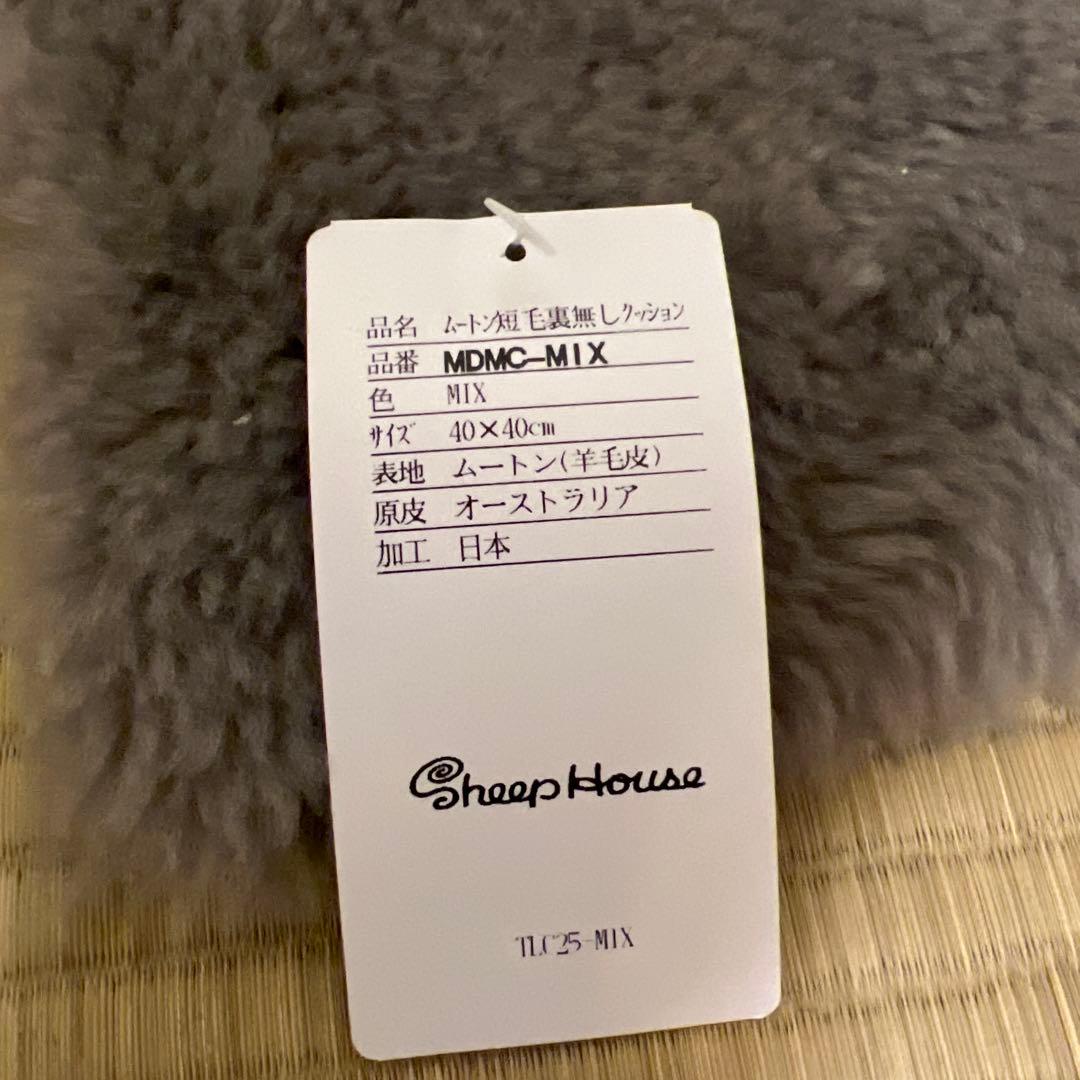 品名 ﾑｰﾄﾝ短毛裏無しｸｯｼｮﾝ
品番 MDMC-MIX
色 MIX
ｻｲｽﾞ 40×40cm
表地 ムートン(羊毛皮)
原皮 オーストラリア
加工 日本
Sheep House
TLC25-MIX